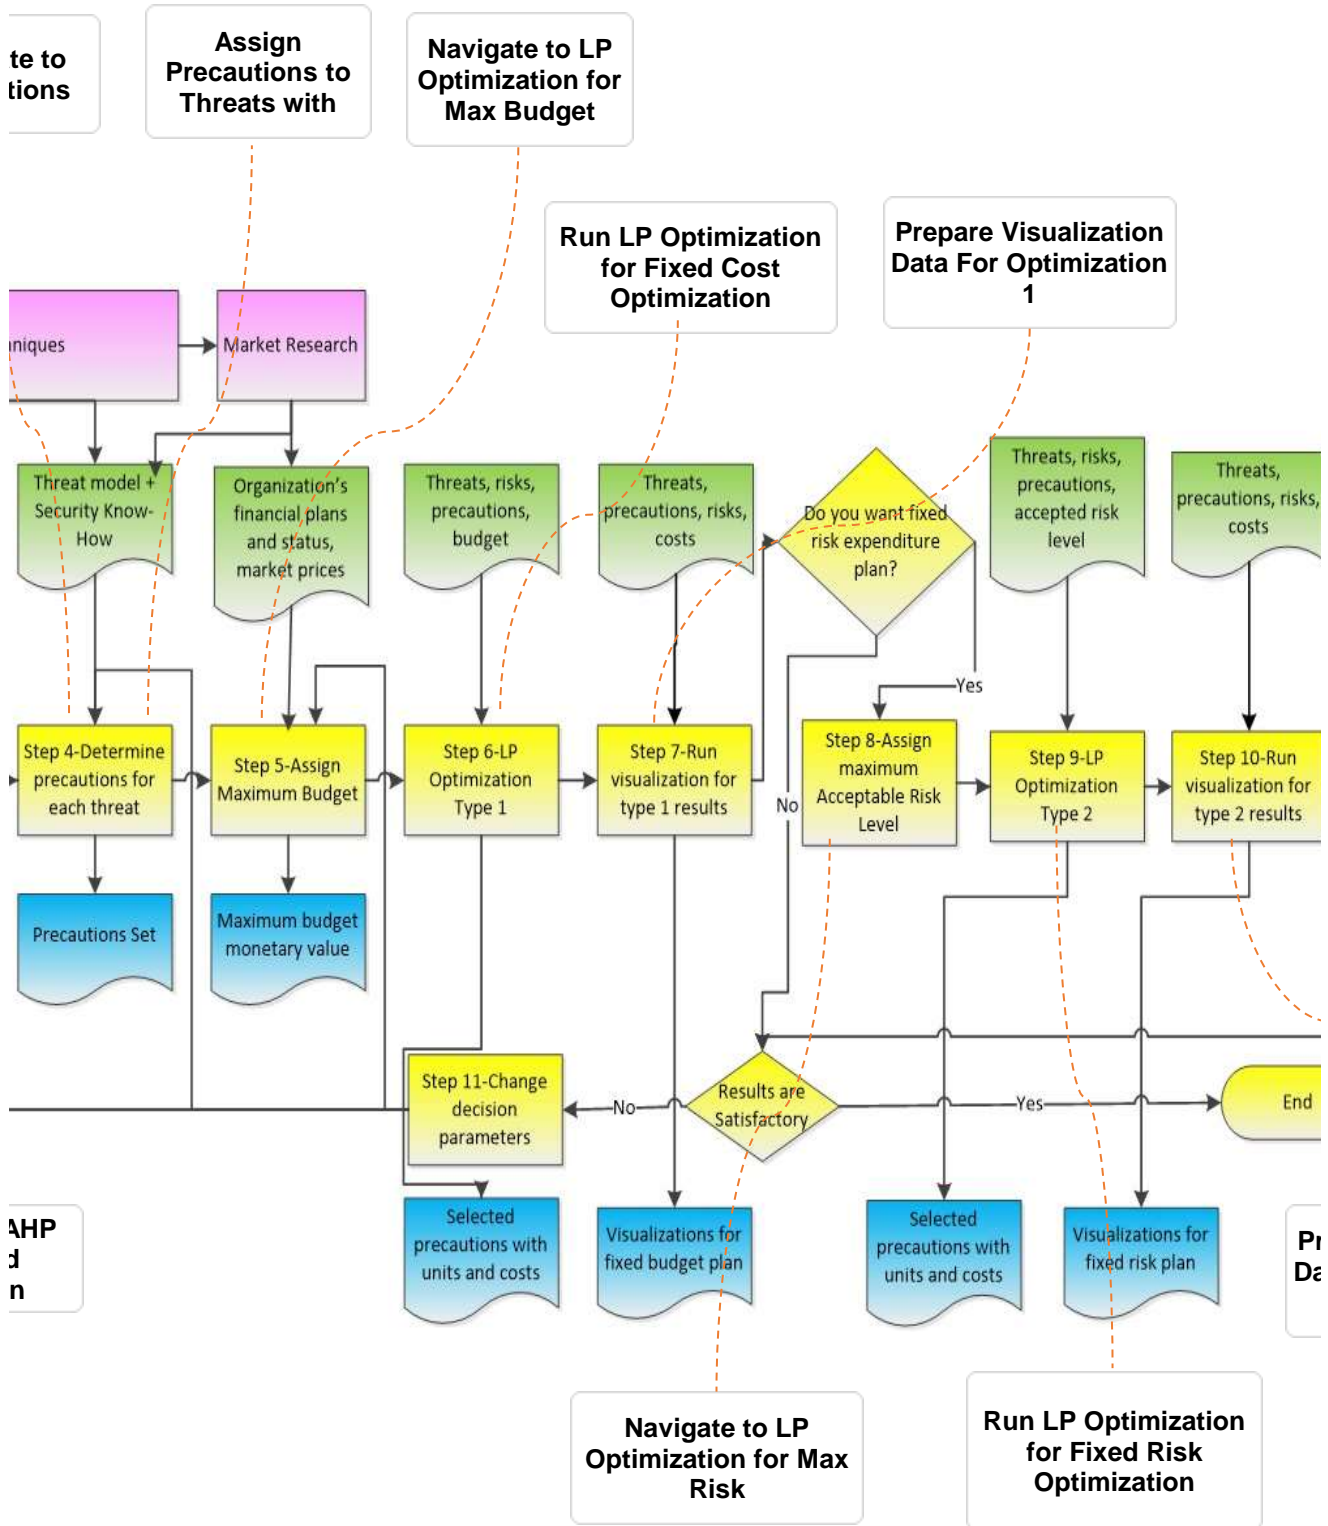 te to
tions
Assign
Precautions to
Threats with
Navigate to LP
Optimization for
Max Budget
Run LP Optimization
for Fixed Cost
Optimization
Prepare Visualization
Data For Optimization
1
niques
Market Research
Threat model +
Security Know-
How
Organization's
financial plans
and status,
market prices
Threats, risks,
precautions,
budget
Threats,
precautions, risks,
costs
Do you want fixed
risk expenditure
plan?
Threats, risks,
precautions,
accepted risk
level
Threats,
precautions, risks,
costs
Yes
No
Step 4-Determine
precautions for
each threat
Step 5-Assign
Maximum Budget
Step 6-LP
Optimization
Type 1
Step 7-Run
visualization for
type 1 results
Step 8-Assign
maximum
Acceptable Risk
Level
Step 9-LP
Optimization
Type 2
Step 10-Run
visualization for
type 2 results
Precautions Set
Maximum budget
monetary value
Step 11-Change
decision
parameters
No
Results are
Satisfactory
Yes
End
Selected
precautions with
units and costs
Visualizations for
fixed budget plan
Selected
precautions with
units and costs
Visualizations for
fixed risk plan
AHP
d
n
Pr
Da
Navigate to LP
Optimization for Max
Risk
Run LP Optimization
for Fixed Risk
Optimization